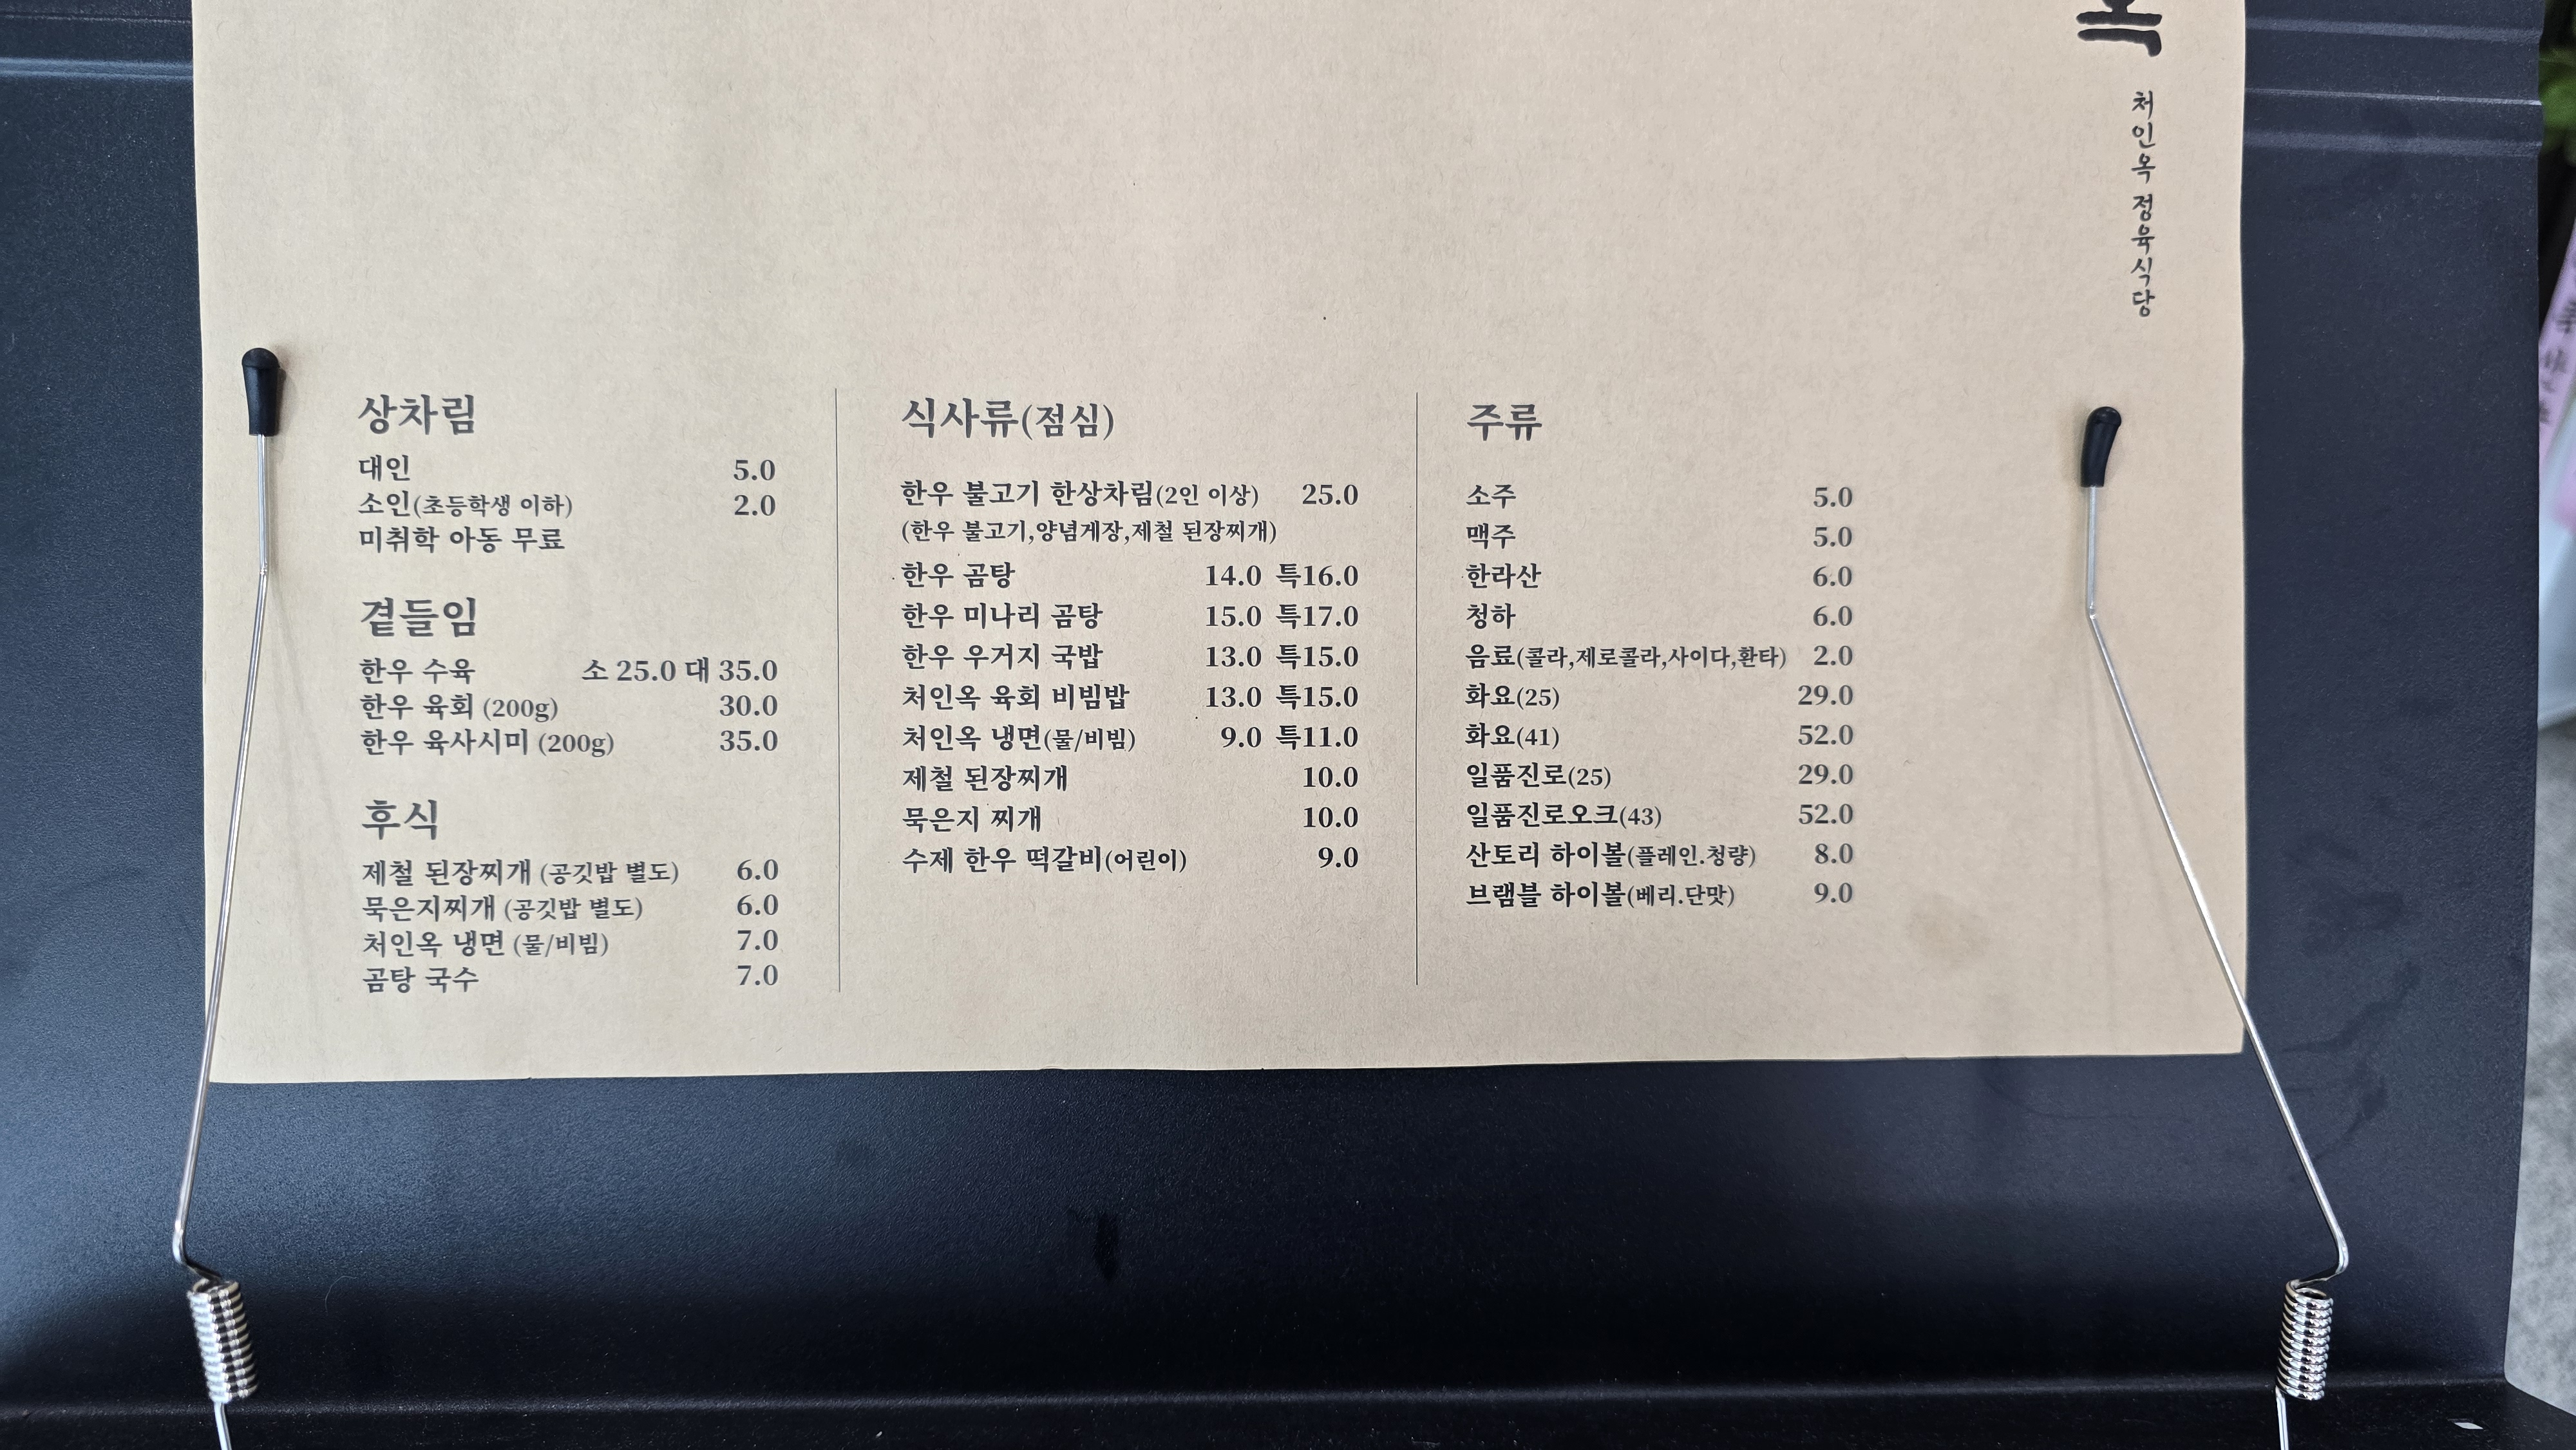 옥
처인옥 정육식당
상차림
대인 5.0
소인(초등학생 이하) 2.0
미취학 아동 무료
곁들임
한우 수육 소 25.0 대 35.0
한우 육회 (200g) 30.0
한우 육사시미 (200g) 35.0
후식
제철 된장찌개 (공깃밥 별도) 6.0
묵은지찌개 (공깃밥 별도) 6.0
처인옥 냉면 (물/비빔) 7.0
곰탕 국수 7.0
식사류(점심)
한우 불고기 한상차림(2인 이상) 25.0
(한우 불고기,양념게장,제철 된장찌개)
한우 곰탕 14.0 특16.0
한우 미나리 곰탕 15.0 특17.0
한우 우거지 국밥 13.0 특15.0
처인옥 육회 비빔밥 13.0 특15.0
처인옥 냉면(물/비빔) 9.0 특11.0
제철 된장찌개 10.0
묵은지 찌개 10.0
수제 한우 떡갈비(어린이) 9.0
주류
소주 5.0
맥주 5.0
한라산 6.0
청하 6.0
음료(콜라,제로콜라,사이다,환타) 2.0
화요(25) 29.0
화요(41) 52.0
일품진로(25) 29.0
일품진로오크(43) 52.0
산토리 하이볼(플레인.청량) 8.0
브램블 하이볼(베리.단맛) 9.0